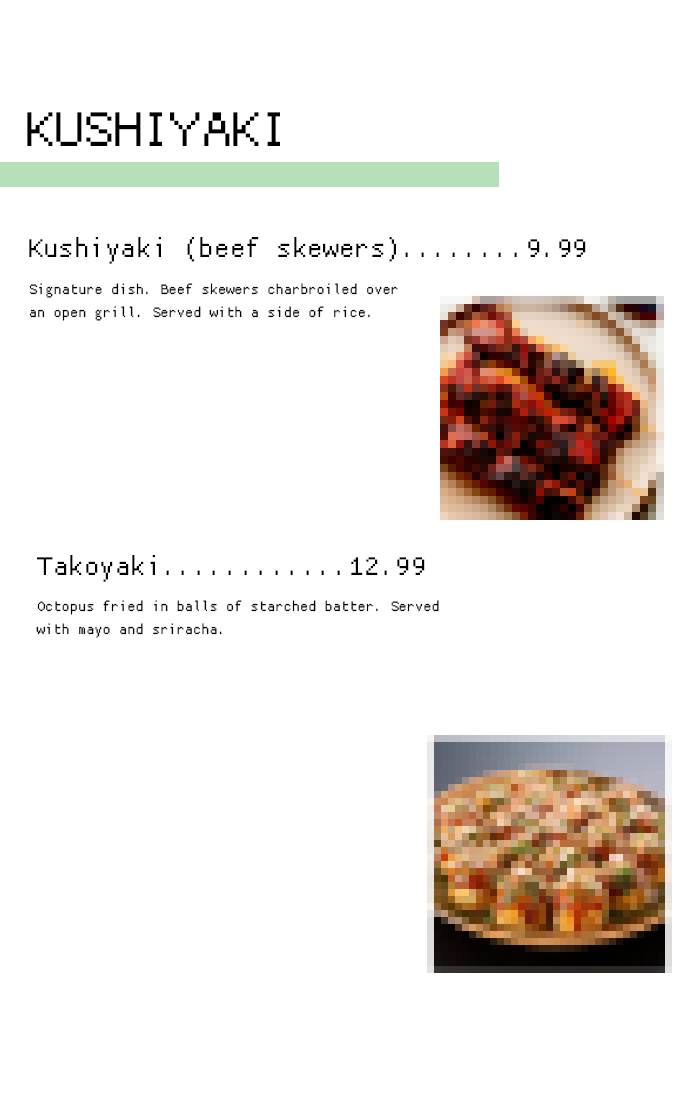 KUSHIYAKI
Kushiyaki (beef skewers)........9.99
Signature dish. Beef skewers charbroiled over
an open grill. Served with a side of rice.
Takoyaki............12.99
Octopus fried in balls of starched batter. Served
with mayo and sriracha.